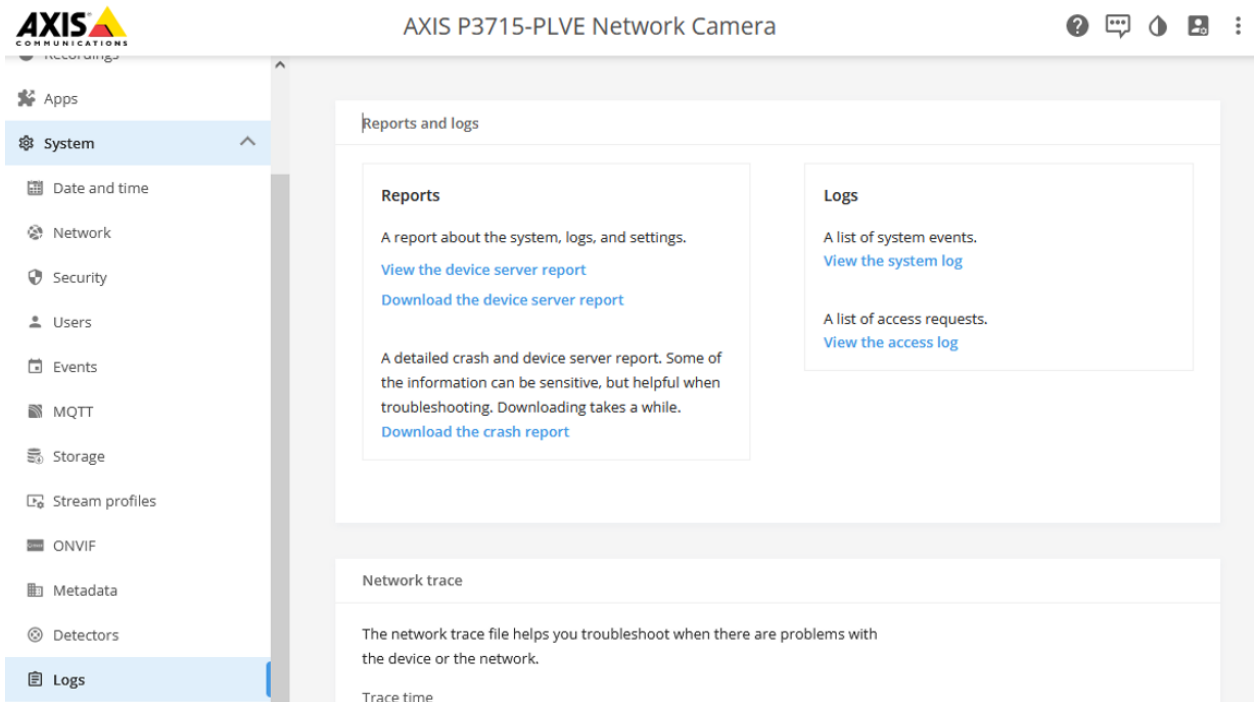 AXIS
COMMUNICATIONS
AXIS P3715-PLVE Network Camera
Recordings
Apps
System
Date and time
Network
Security
Users
Events
MQTT
Storage
Stream profiles
ONVIF
Metadata
Detectors
Logs
Reports and logs
Reports
A report about the system, logs, and settings.
View the device server report
Download the device server report
A detailed crash and device server report. Some of
the information can be sensitive, but helpful when
troubleshooting. Downloading takes a while.
Download the crash report
Logs
A list of system events.
View the system log
A list of access requests.
View the access log
Network trace
The network trace file helps you troubleshoot when there are problems with
the device or the network.
Trace time